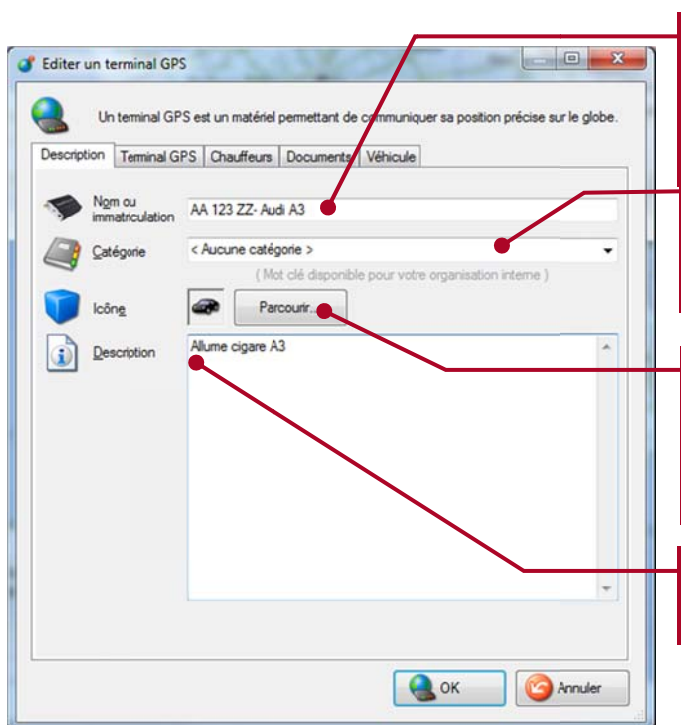 Editer un terminal GPS
Un teminal GPS est un matériel permettant de communiquer sa position précise sur le globe.
Description Terminal GPS Chauffeurs Documents Véhicule
Nom ou
immatriculation
AA 123 ZZ- Audi A3
Catégorie
< Aucune catégorie >
( Mot clé disponible pour votre organisation interne )
Icône
Parcourir...
Description
Allume cigare A3
OK
Annuler